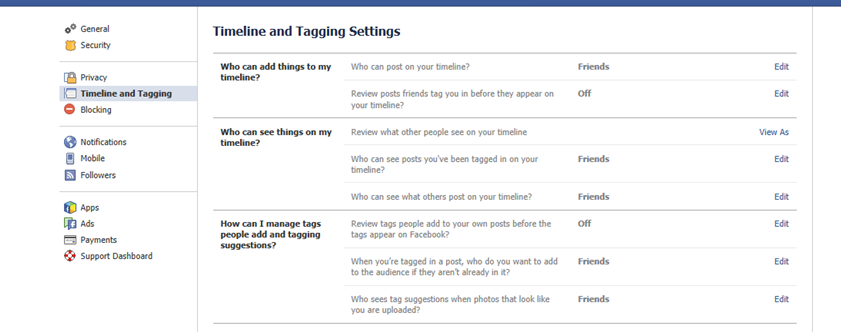 General
Security
Privacy
Timeline and Tagging
Blocking
Notifications
Mobile
Followers
Apps
Ads
Payments
Support Dashboard
Timeline and Tagging Settings
Who can add things to my
timeline?
Who can post on your timeline?
Friends
Edit
Review posts friends tag you in before they appear on
your timeline?
Off
Edit
Who can see things on my
timeline?
Review what other people see on your timeline
View As
Who can see posts you've been tagged in on your
timeline?
Friends
Edit
Who can see what others post on your timeline?
Friends
Edit
How can I manage tags
people add and tagging
suggestions?
Review tags people add to your own posts before the
tags appear on Facebook?
Off
Edit
When you're tagged in a post, who do you want to add
to the audience if they aren't already in it?
Friends
Edit
Who sees tag suggestions when photos that look like
you are uploaded?
Friends
Edit